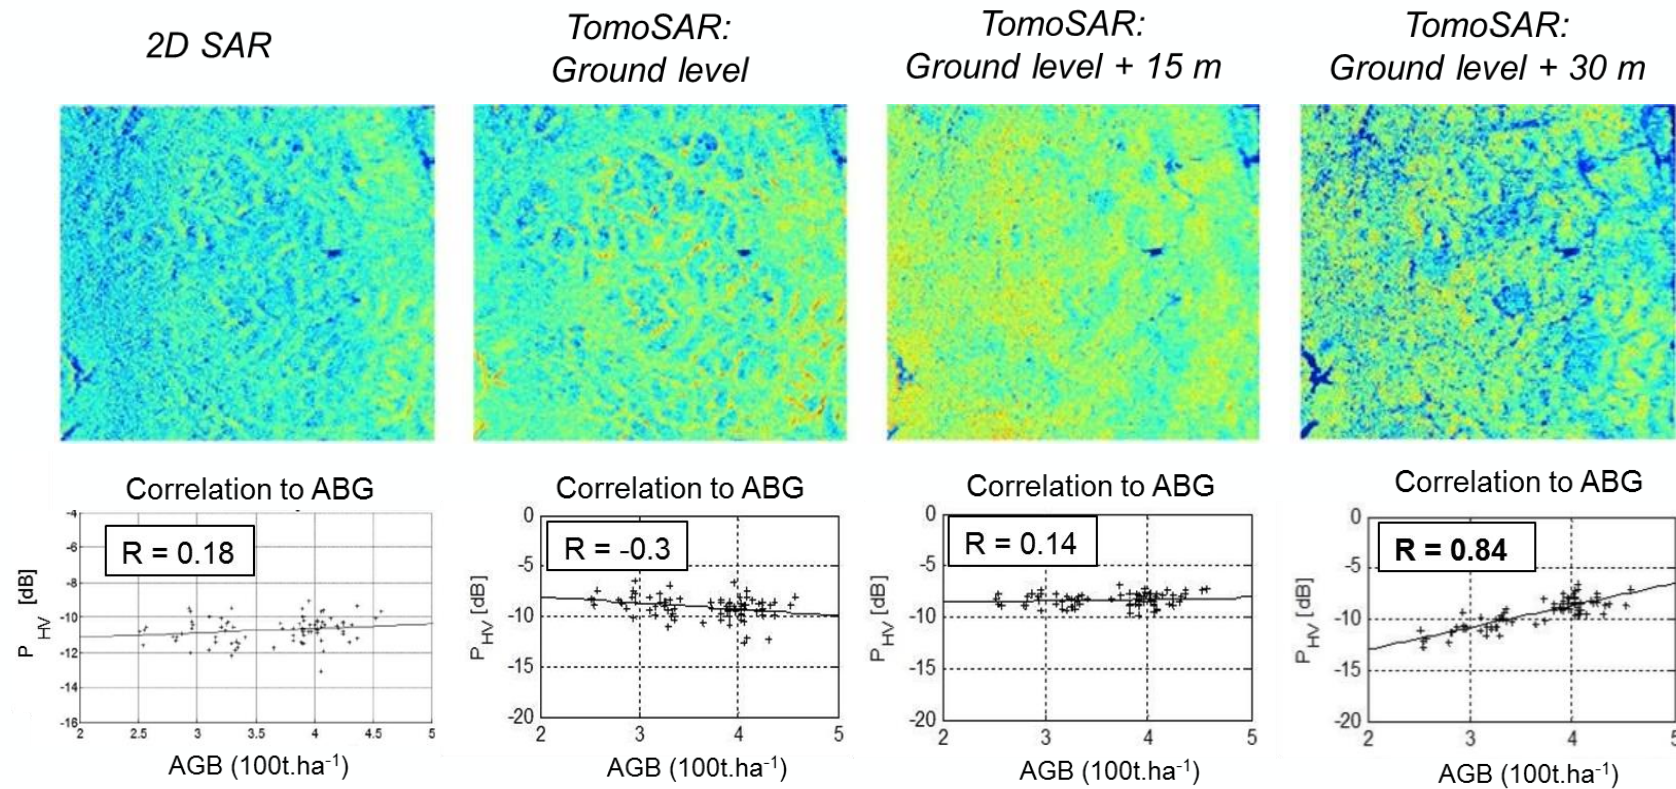 2D SAR
TomoSAR:
Ground level
TomoSAR:
Ground level + 15 m
TomoSAR:
Ground level + 30 m
Correlation to ABG
R = 0.18
-4
-6
-8
-10
-12
-14
-16
P HV [dB]
2
2.5
3
3.5
4
4.5
5
AGB (100t.ha-1)
Correlation to ABG
R = -0.3
0
-5
-10
-15
-20
P HV [dB]
2
3
4
5
AGB (100t.ha-1)
Correlation to ABG
R = 0.14
0
-5
-10
-15
-20
P HV [dB]
2
3
4
5
AGB (100t.ha-1)
Correlation to ABG
R = 0.84
0
-5
-10
-15
-20
P HV [dB]
2
3
4
5
AGB (100t.ha-1)